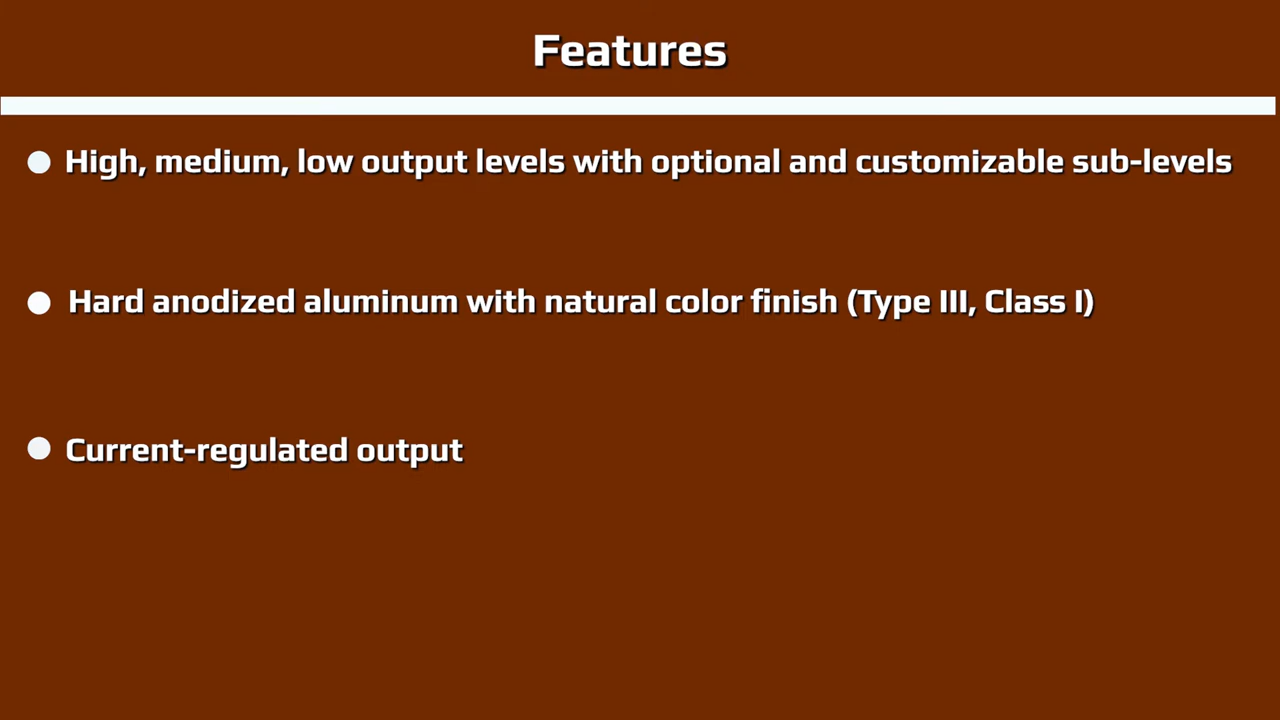 Features
High, medium, low output levels with optional and customizable sub-levels
Hard anodized aluminum with natural color finish (Type III, Class I)
Current-regulated output